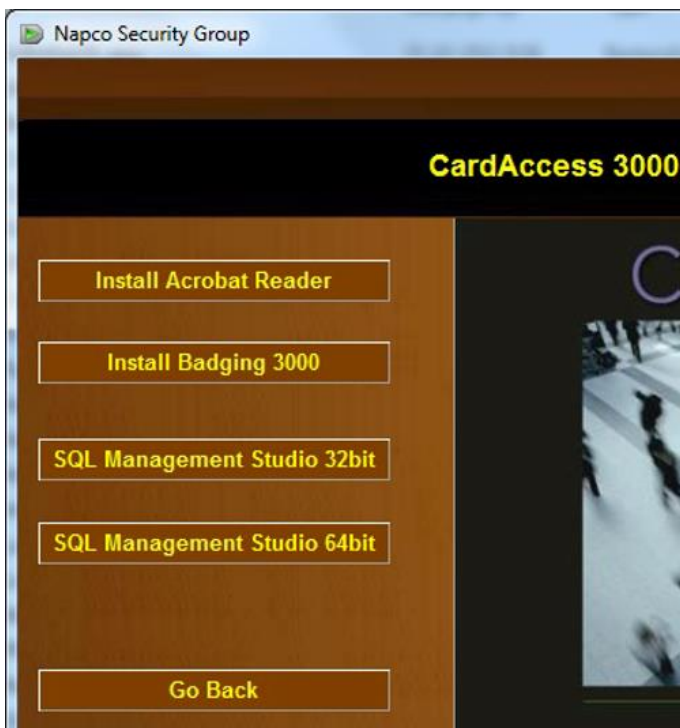 Napco Security Group
CardAccess 3000
C
Install Acrobat Reader
Install Badging 3000
SQL Management Studio 32bit
SQL Management Studio 64bit
Go Back